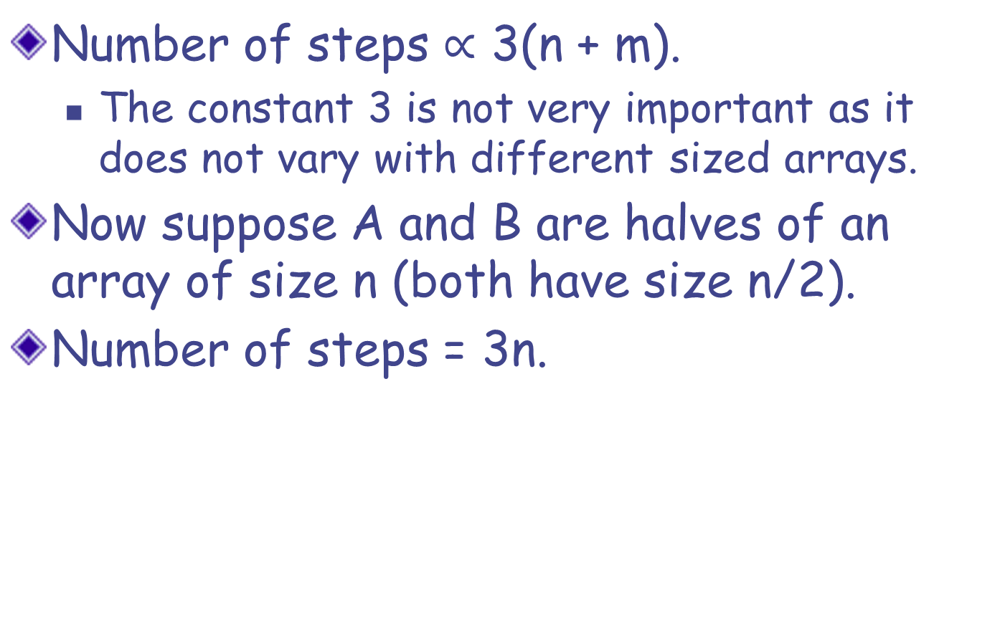 Number of steps ∝ 3(n + m).
The constant 3 is not very important as it
does not vary with different sized arrays.
Now suppose A and B are halves of an
array of size n (both have size n/2).
Number of steps = 3n.